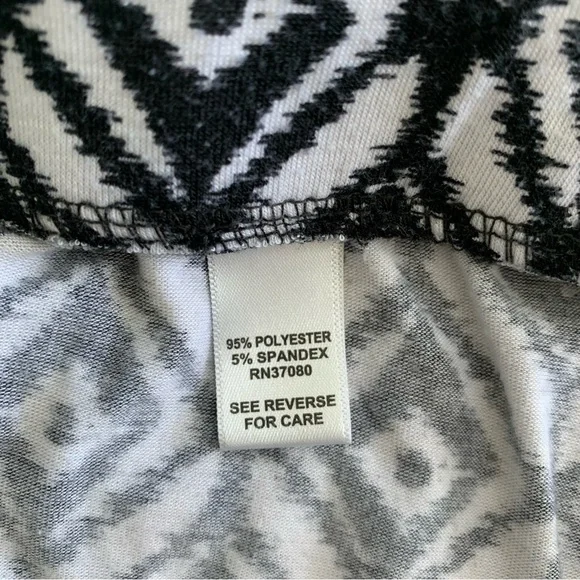 95% POLYESTER
5% SPANDEX
RN37080
SEE REVERSE
FOR CARE